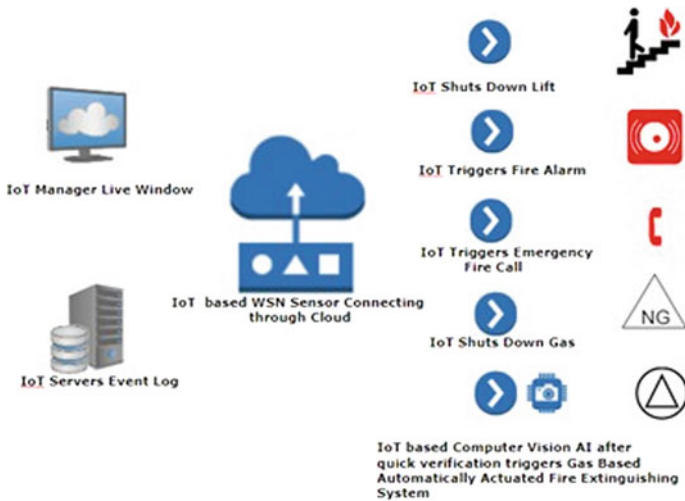 IoT Shuts Down Lift
IoT Triggers Fire Alarm
IoT Manager Live Window
IoT Triggers Emergency
Fire Call
IoT based WSN Sensor Connecting
through Cloud
NG
IoT Shuts Down Gas
IoT Servers Event Log
IoT based Computer Vision AI after
quick verification triggers Gas Based
Automatically Actuated Fire Extinguishing
System